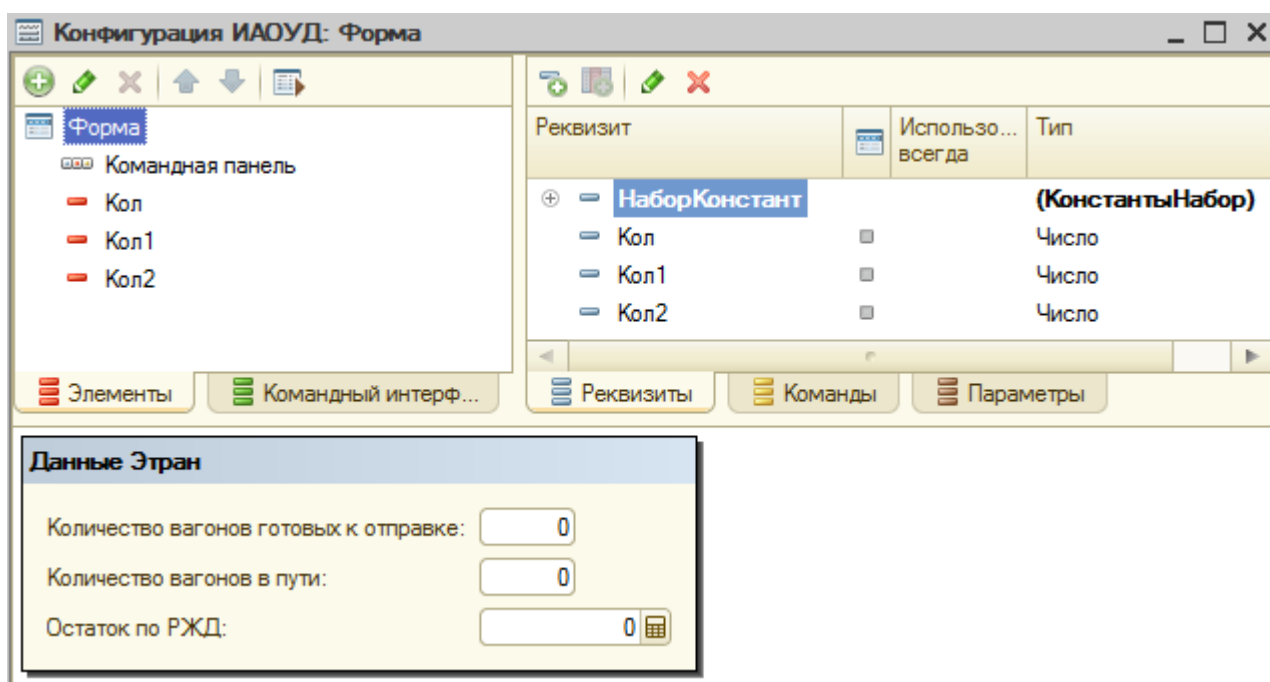 Конфигурация ИАОУД: Форма
Форма
Командная панель
Кол
Кол1
Кол2
Элементы
Командный интерф...
Реквизит
Использо... всегда
Тип
НаборКонстант (КонстантыНабор)
Кол Число
Кол1 Число
Кол2 Число
Реквизиты
Команды
Параметры
Данные Этран
Количество вагонов готовых к отправке: 0
Количество вагонов в пути: 0
Остаток по РЖД: 0